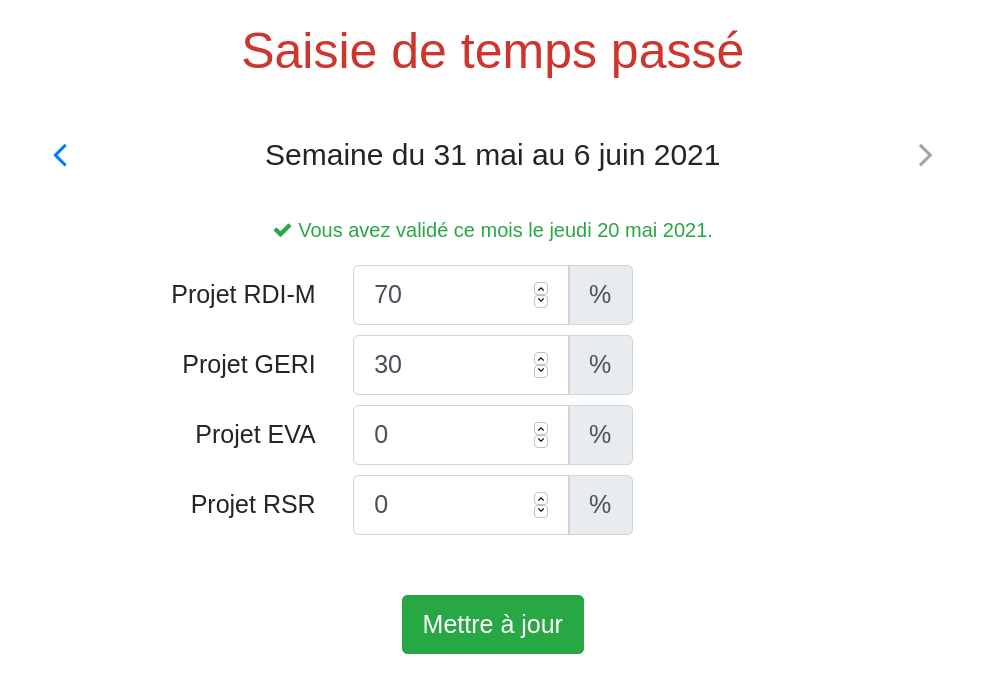 Saisie de temps passé
Semaine du 31 mai au 6 juin 2021
Vous avez validé ce mois le jeudi 20 mai 2021.
Projet RDI-M 70 %
Projet GERI 30 %
Projet EVA 0 %
Projet RSR 0 %
Mettre à jour